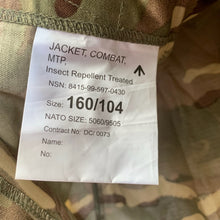 JACKET, COMBAT,
MTP.
Insect Repellent Treated
NSN: 8415-99-597-0430
Size: 160/104
NATO SIZE: 5060/9505
Contract No: DC/ 0073
Name:
No: